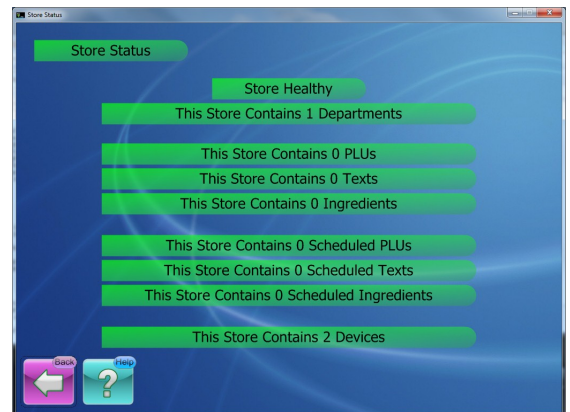 Store Status
Store Status
Store Healthy
This Store Contains 1 Departments
This Store Contains 0 PLUs
This Store Contains 0 Texts
This Store Contains 0 Ingredients
This Store Contains 0 Scheduled PLUs
This Store Contains 0 Scheduled Texts
This Store Contains 0 Scheduled Ingredients
This Store Contains 2 Devices
Back
Help